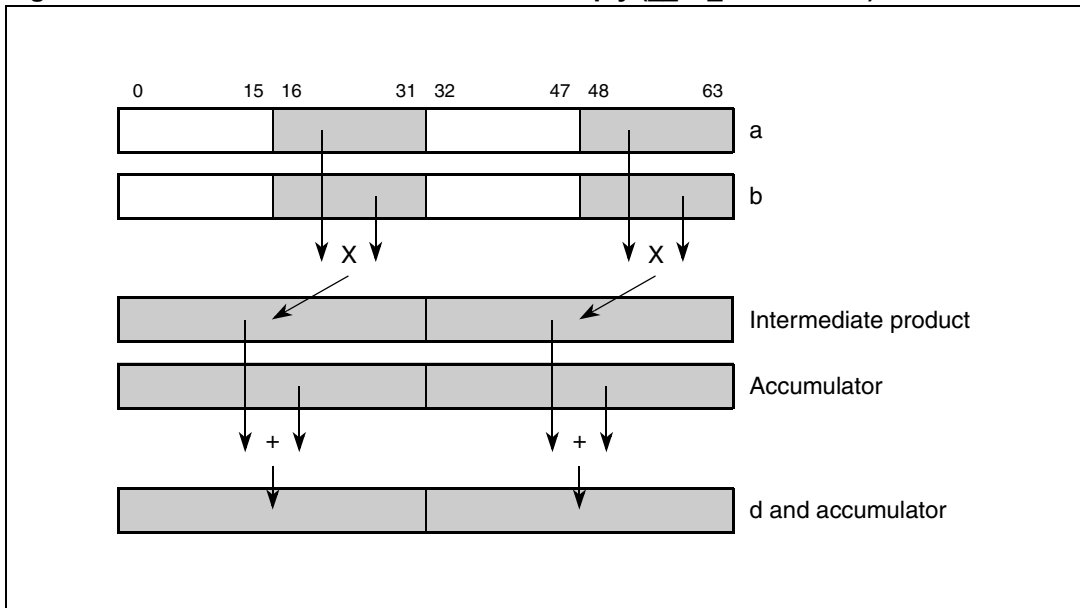 0 15 16 31 32 47 48 63
a
b
X X
Intermediate product
Accumulator
+ +
d and accumulator